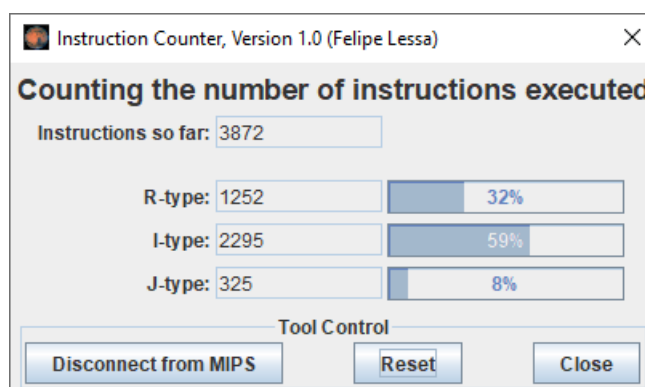 Instruction Counter, Version 1.0 (Felipe Lessa)
Counting the number of instructions executed
Instructions so far: 3872
R-type: 1252 32%
I-type: 2295 59%
J-type: 325 8%
Tool Control
Disconnect from MIPS Reset Close